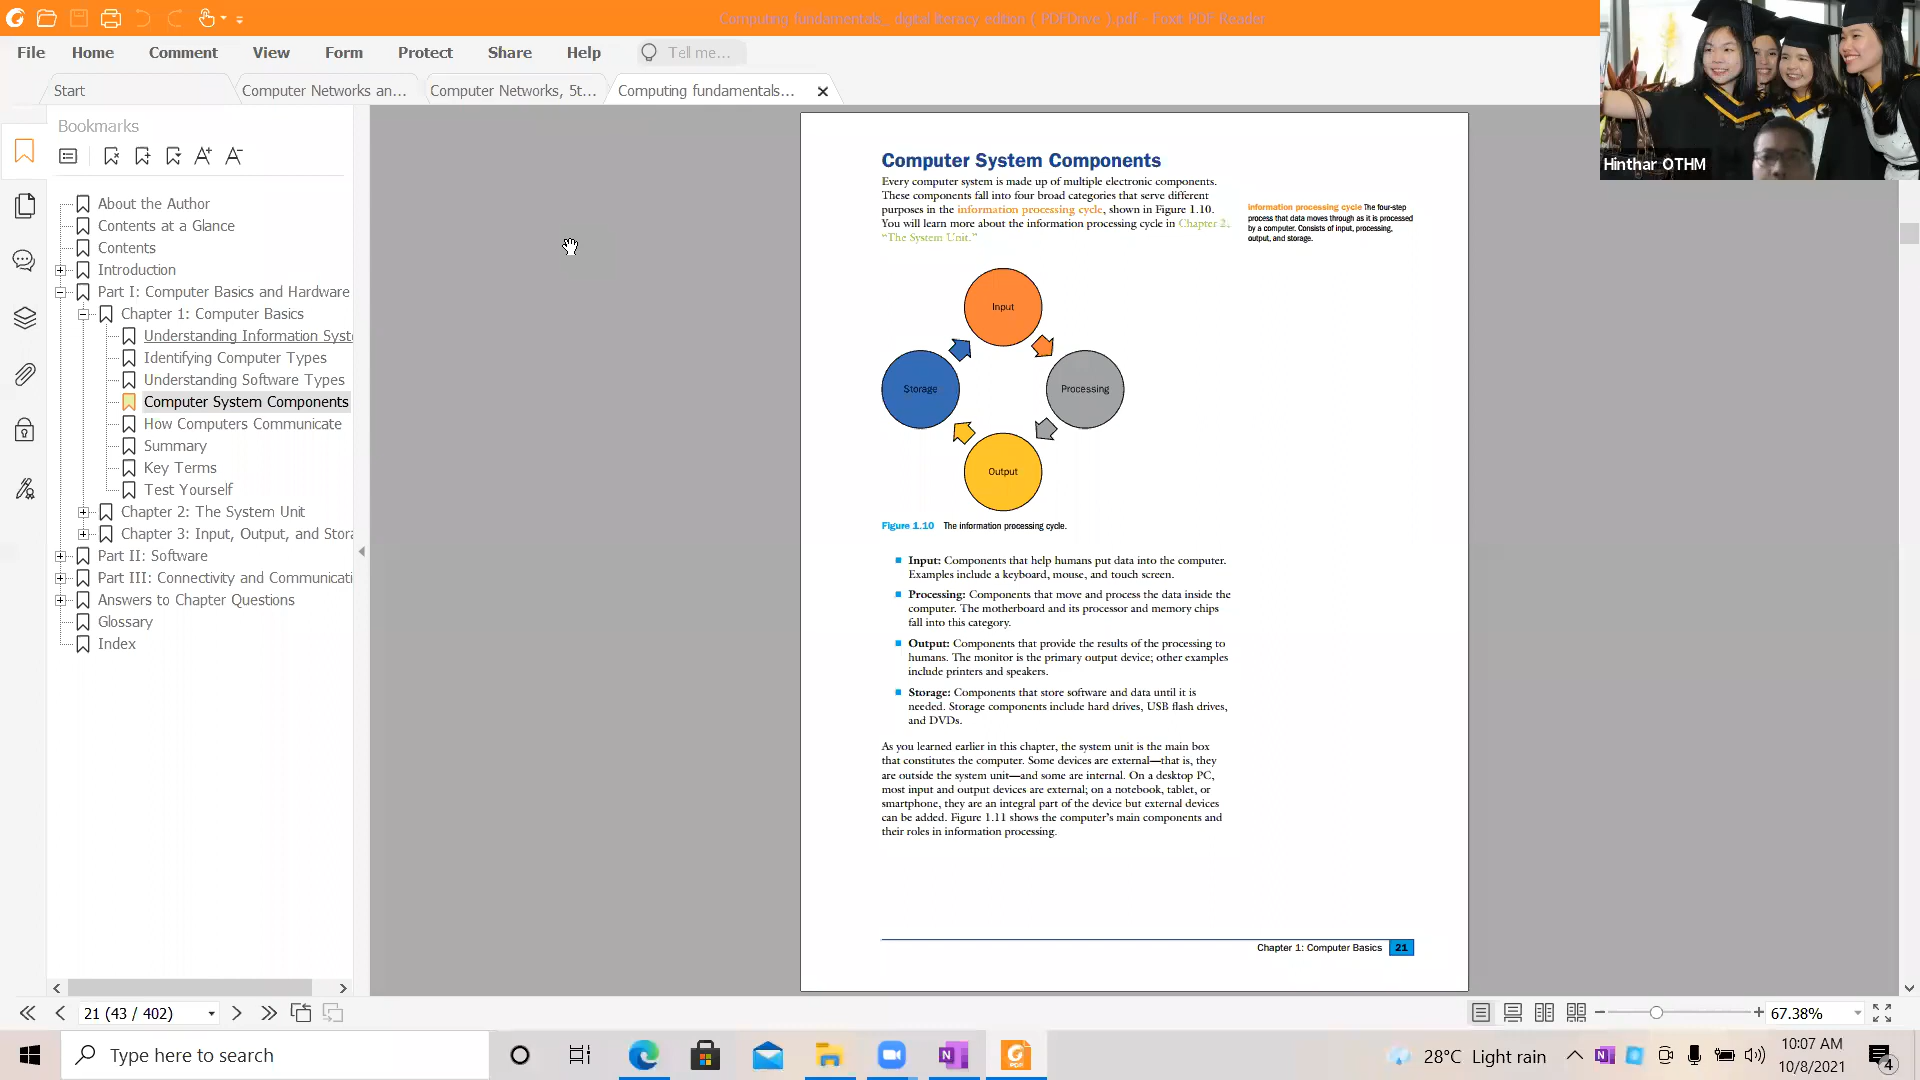 Computing fundamentals_ digital literacy edition ( PDFDrive ).pdf - Foxit PDF Reader
File Home Comment View Form Protect Share Help Tell me...
Start Computer Networks an... Computer Networks, 5t... Computing fundamentals...
Hinthar OTHM
Bookmarks
About the Author
Contents at a Glance
Contents
Introduction
Part I: Computer Basics and Hardware
Chapter 1: Computer Basics
Understanding Information Syst
Identifying Computer Types
Understanding Software Types
Computer System Components
How Computers Communicate
Summary
Key Terms
Test Yourself
Chapter 2: The System Unit
Chapter 3: Input, Output, and Stora
Part II: Software
Part III: Connectivity and Communicati
Answers to Chapter Questions
Glossary
Index
Computer System Components
Every computer system is made up of multiple electronic components.
These components fall into four broad categories that serve different
purposes in the information processing cycle, shown in Figure 1.10.
You will learn more about the information processing cycle in Chapter 2,
“The System Unit.”
information processing cycle The four-step
process that data moves through as it is processed
by a computer. Consists of input, processing,
output, and storage.
Input
Storage
Processing
Output
Figure 1.10 The information processing cycle.
Input: Components that help humans put data into the computer.
Examples include a keyboard, mouse, and touch screen.
Processing: Components that move and process the data inside the
computer. The motherboard and its processor and memory chips
fall into this category.
Output: Components that provide the results of the processing to
humans. The monitor is the primary output device; other examples
include printers and speakers.
Storage: Components that store software and data until it is
needed. Storage components include hard drives, USB flash drives,
and DVDs.
As you learned earlier in this chapter, the system unit is the main box
that constitutes the computer. Some devices are external—that is, they
are outside the system unit—and some are internal. On a desktop PC,
most input and output devices are external; on a notebook, tablet, or
smartphone, they are an integral part of the device but external devices
can be added. Figure 1.11 shows the computer’s main components and
their roles in information processing.
Chapter 1: Computer Basics 21
21 (43 / 402)
67.38%
Type here to search
28°C Light rain
10:07 AM
10/8/2021
4